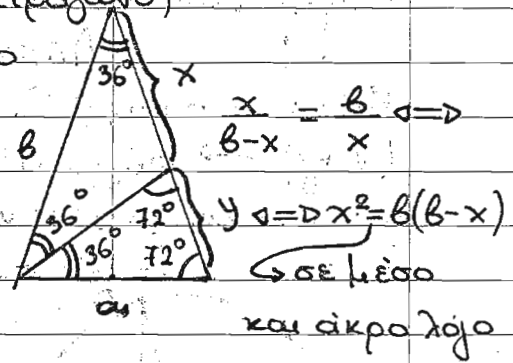 36° x
β
x/β-x = β/x <=>
36° 72° y <=> x² = β(β-x)
36° 72° → σε μέσο
α
και άκρο λόγο